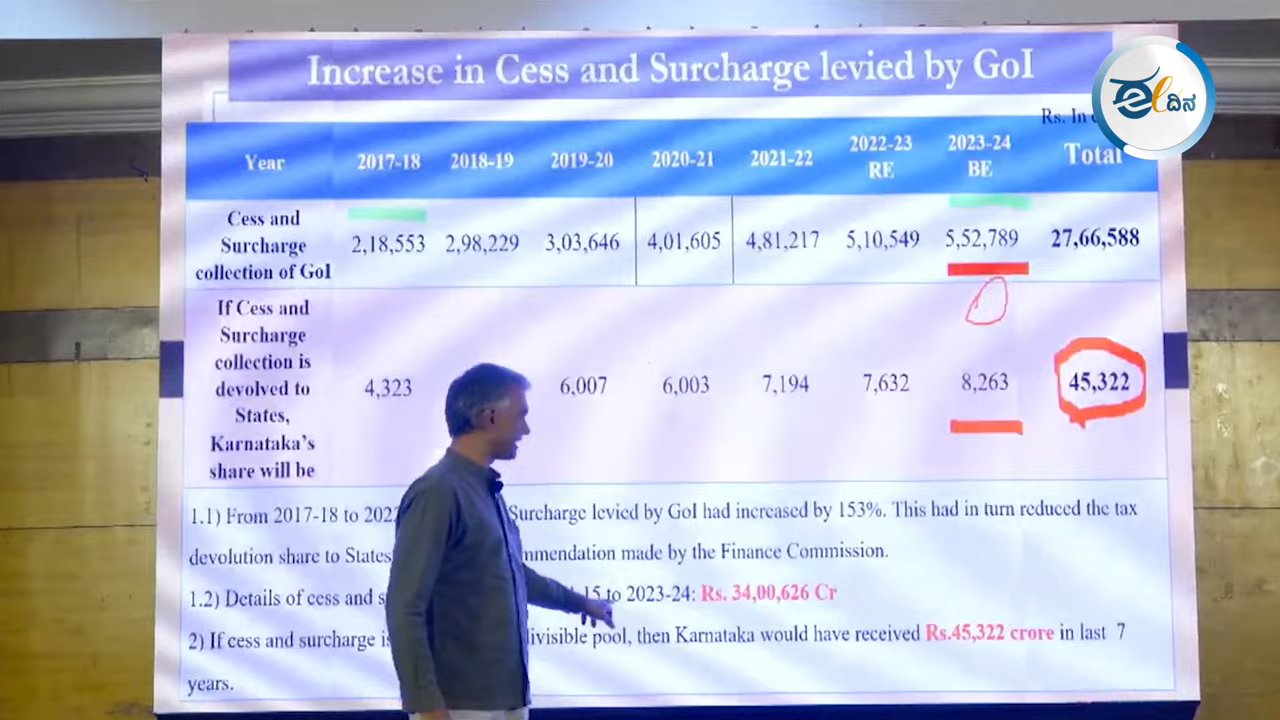 Increase in Cess and Surcharge levied by GoI
Rs. In
eಲ ದಿನ
Year 2017-18 2018-19 2019-20 2020-21 2021-22 2022-23 RE 2023-24 BE Total
Cess and
Surcharge
collection of GoI
2,18,553 2,98,229 3,03,646 4,01,605 4,81,217 5,10,549 5,52,789 27,66,588
If Cess and
Surcharge
collection is
devolved to
States,
Karnataka's
share will be
4,323 6,007 6,003 7,194 7,632 8,263 45,322
1.1) From 2017-18 to Surcharge levied by GoI had increased by 153%. This had in turn reduced the tax
devolution share to States made by the Finance Commission.
1.2) Details of cess and to 2023-24: Rs. 34,00,626 Cr
2) If cess and surcharge pool, then Karnataka would have received Rs.45,322 crore in last 7
years.